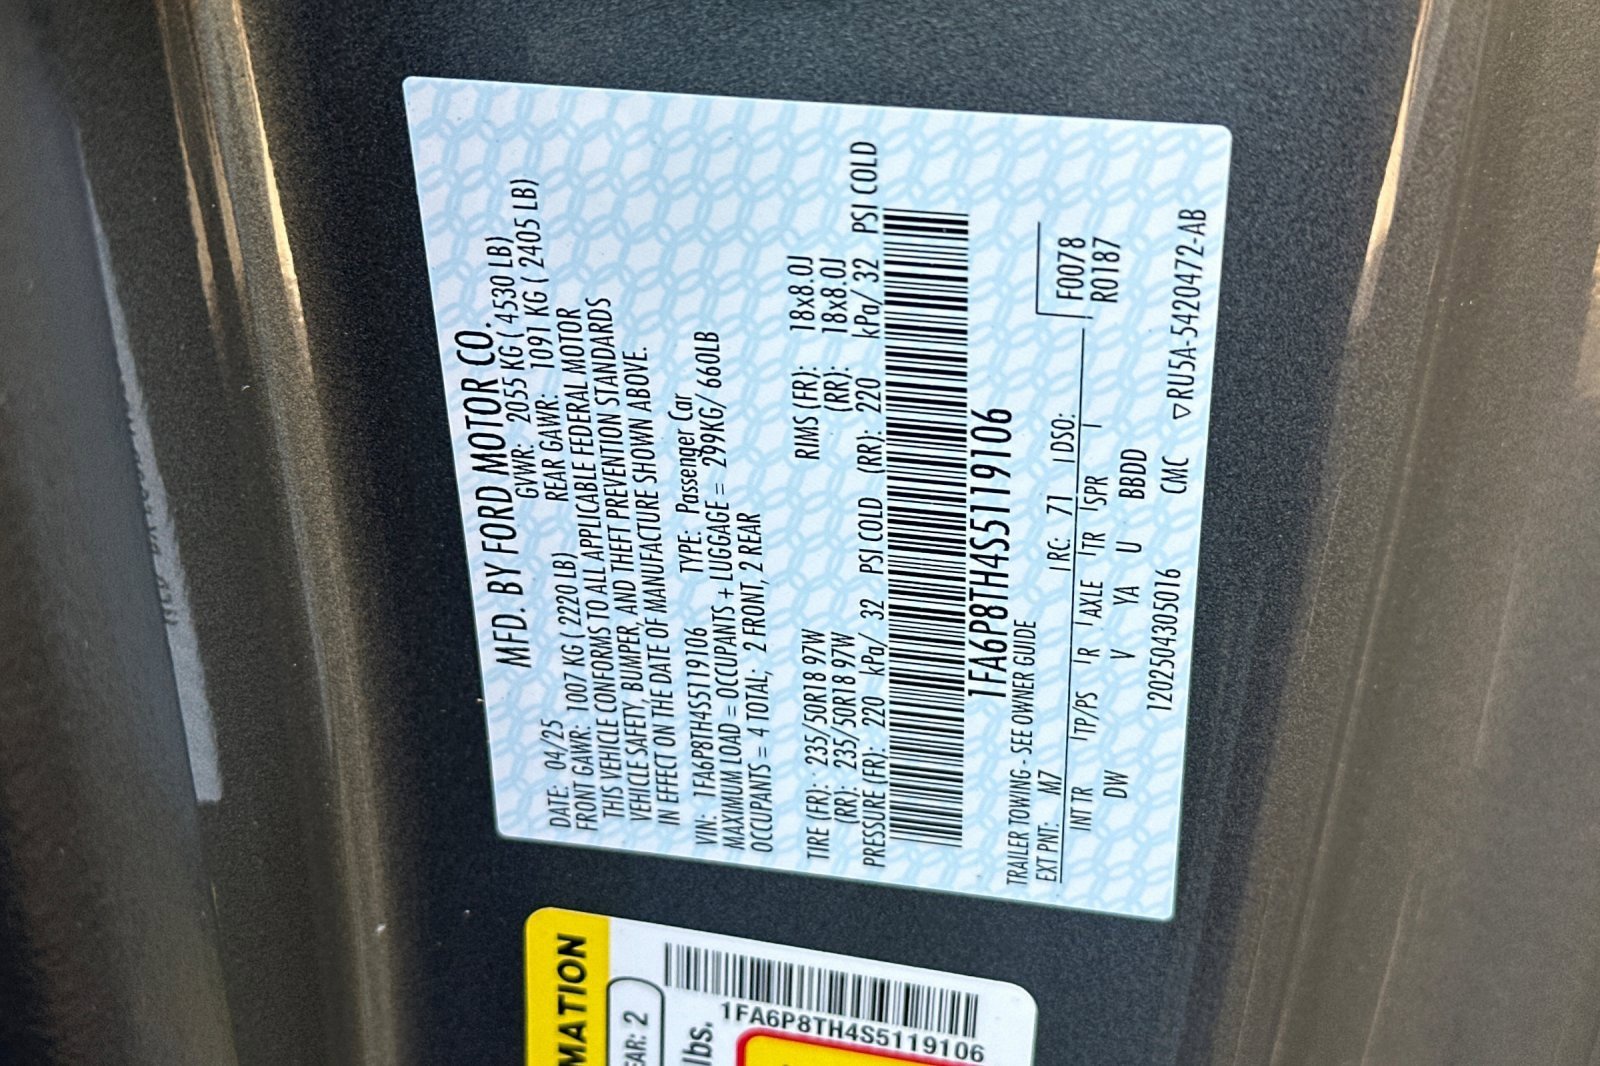 MFD. BY FORD MOTOR CO.
DATE: 04/25 GVWR: 2055 KG ( 4530 LB)
FRONT GAWR: 1007 KG ( 2220 LB) REAR GAWR: 1091 KG ( 2405 LB)
THIS VEHICLE CONFORMS TO ALL APPLICABLE FEDERAL MOTOR
VEHICLE SAFETY, BUMPER, AND THEFT PREVENTION STANDARDS
IN EFFECT ON THE DATE OF MANUFACTURE SHOWN ABOVE.
VIN: 1FA6P8TH4S5119106 TYPE: Passenger Car
MAXIMUM LOAD = OCCUPANTS + LUGGAGE = 299KG/ 660LB
OCCUPANTS = 4 TOTAL; 2 FRONT, 2 REAR
TIRE (FR): 235/50R18 97W RIMS (FR): 18x8.0J
(RR): 235/50R18 97W (RR): 18x8.0J
PRESSURE (FR): 220 kPa/ 32 PSI COLD (RR): 220 kPa/ 32 PSI COLD
1FA6P8TH4S5119106
TRAILER TOWING - SEE OWNER GUIDE
EXT PNT: M7 RC: 71 DSO: F0078
R0187
INT TR TP/PS R AXLE TR SPR
DW V YA U BBDD
1202504305016 CMC ▽RU5A-5420472-AB
MATION
EAR: 2
lbs.
1FA6P8TH4S5119106